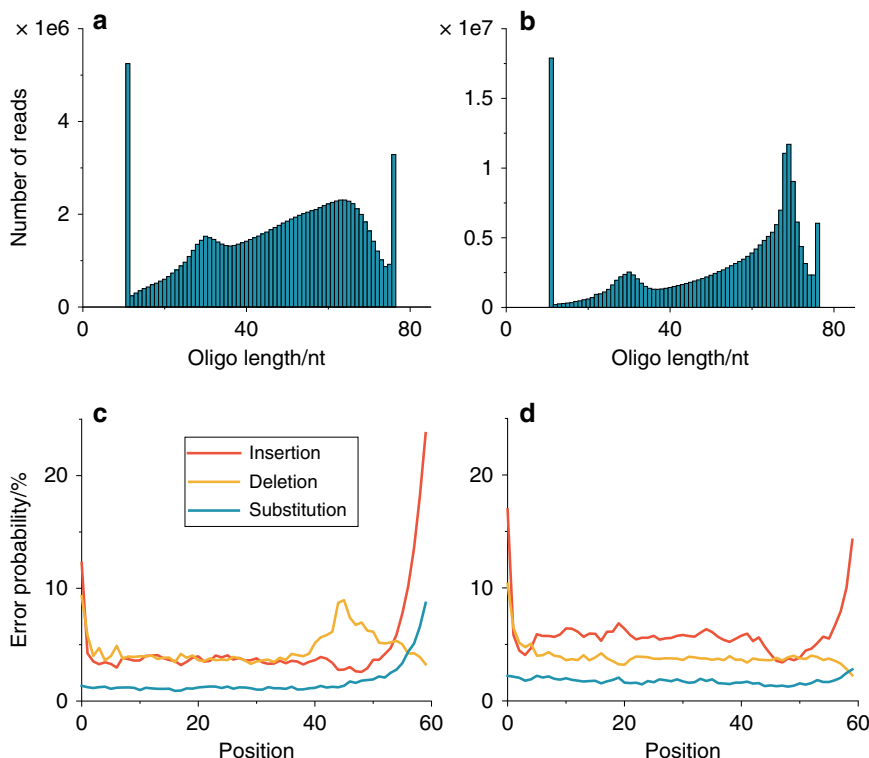 a
× 1e6
6
4
2
0
0
40
80
Number of reads
Oligo length/nt
b
× 1e7
2
1.5
1
0.5
0
0
40
80
Oligo length/nt
c
20
10
0
0
20
40
60
Error probability/%
Position
Insertion
Deletion
Substitution
d
20
10
0
0
20
40
60
Position